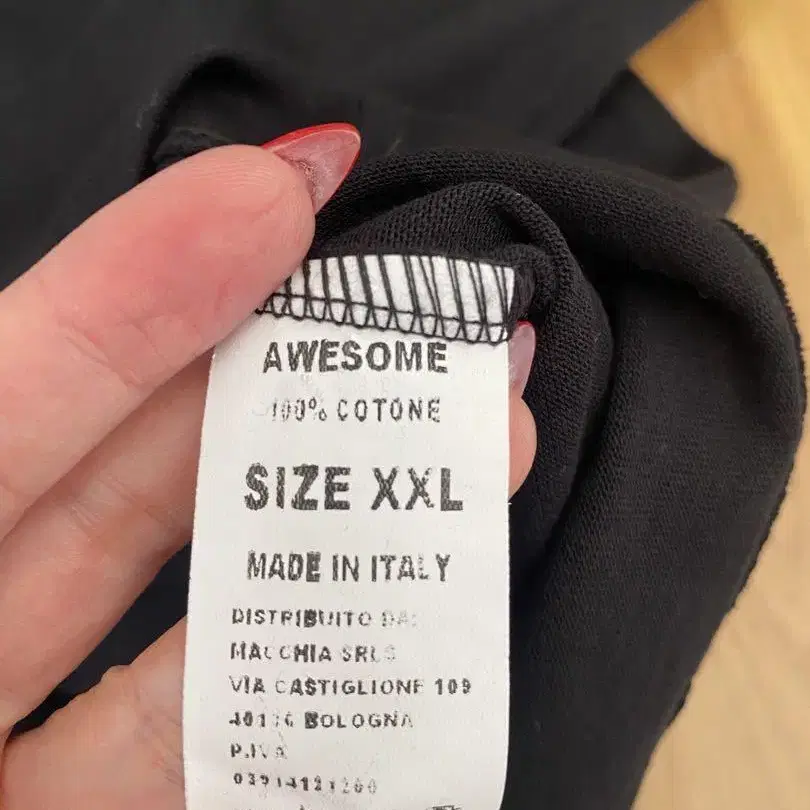 AWESOME
100% COTONE
SIZE XXL
MADE IN ITALY
DISTRIBUITO DA:
MACCHIA SRLS
VIA CASTIGLIONE 109
BOLOGNA
P.IVA